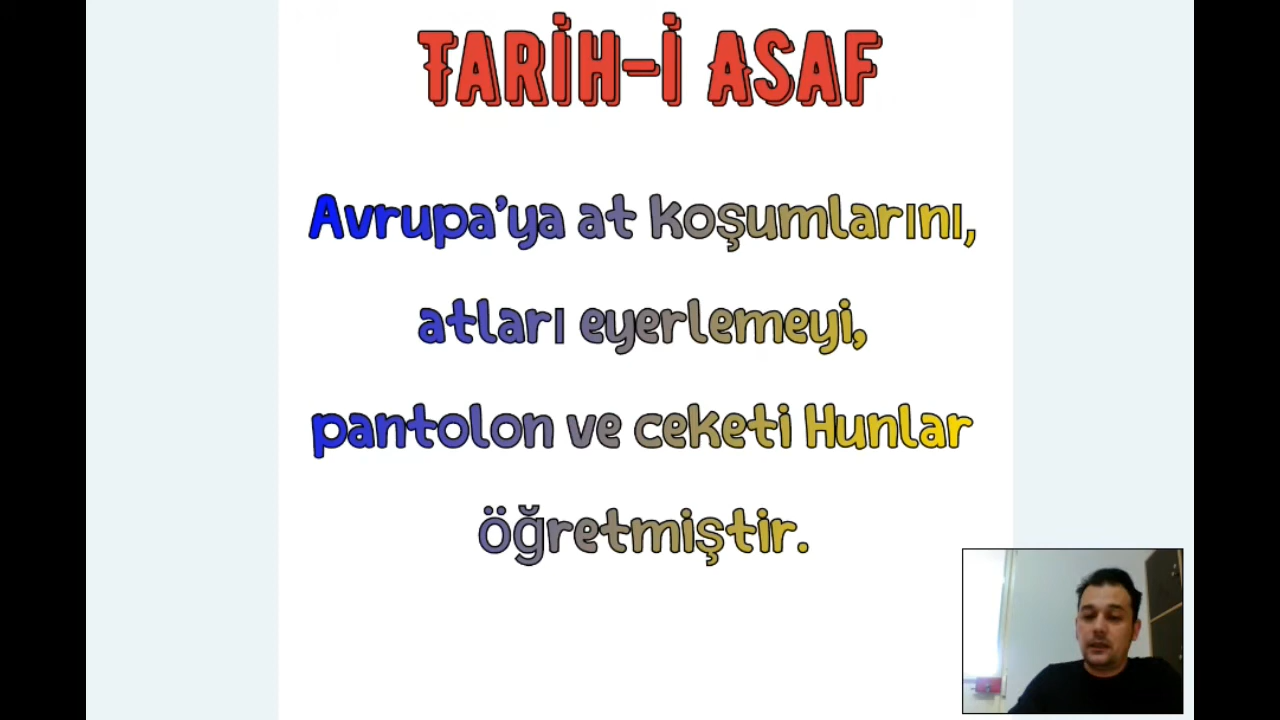 TARİH-İ ASAF
Avrupa'ya at koşumlarını,
atları eyerlemeyi,
pantolon ve ceketi Hunlar
öğretmiştir.